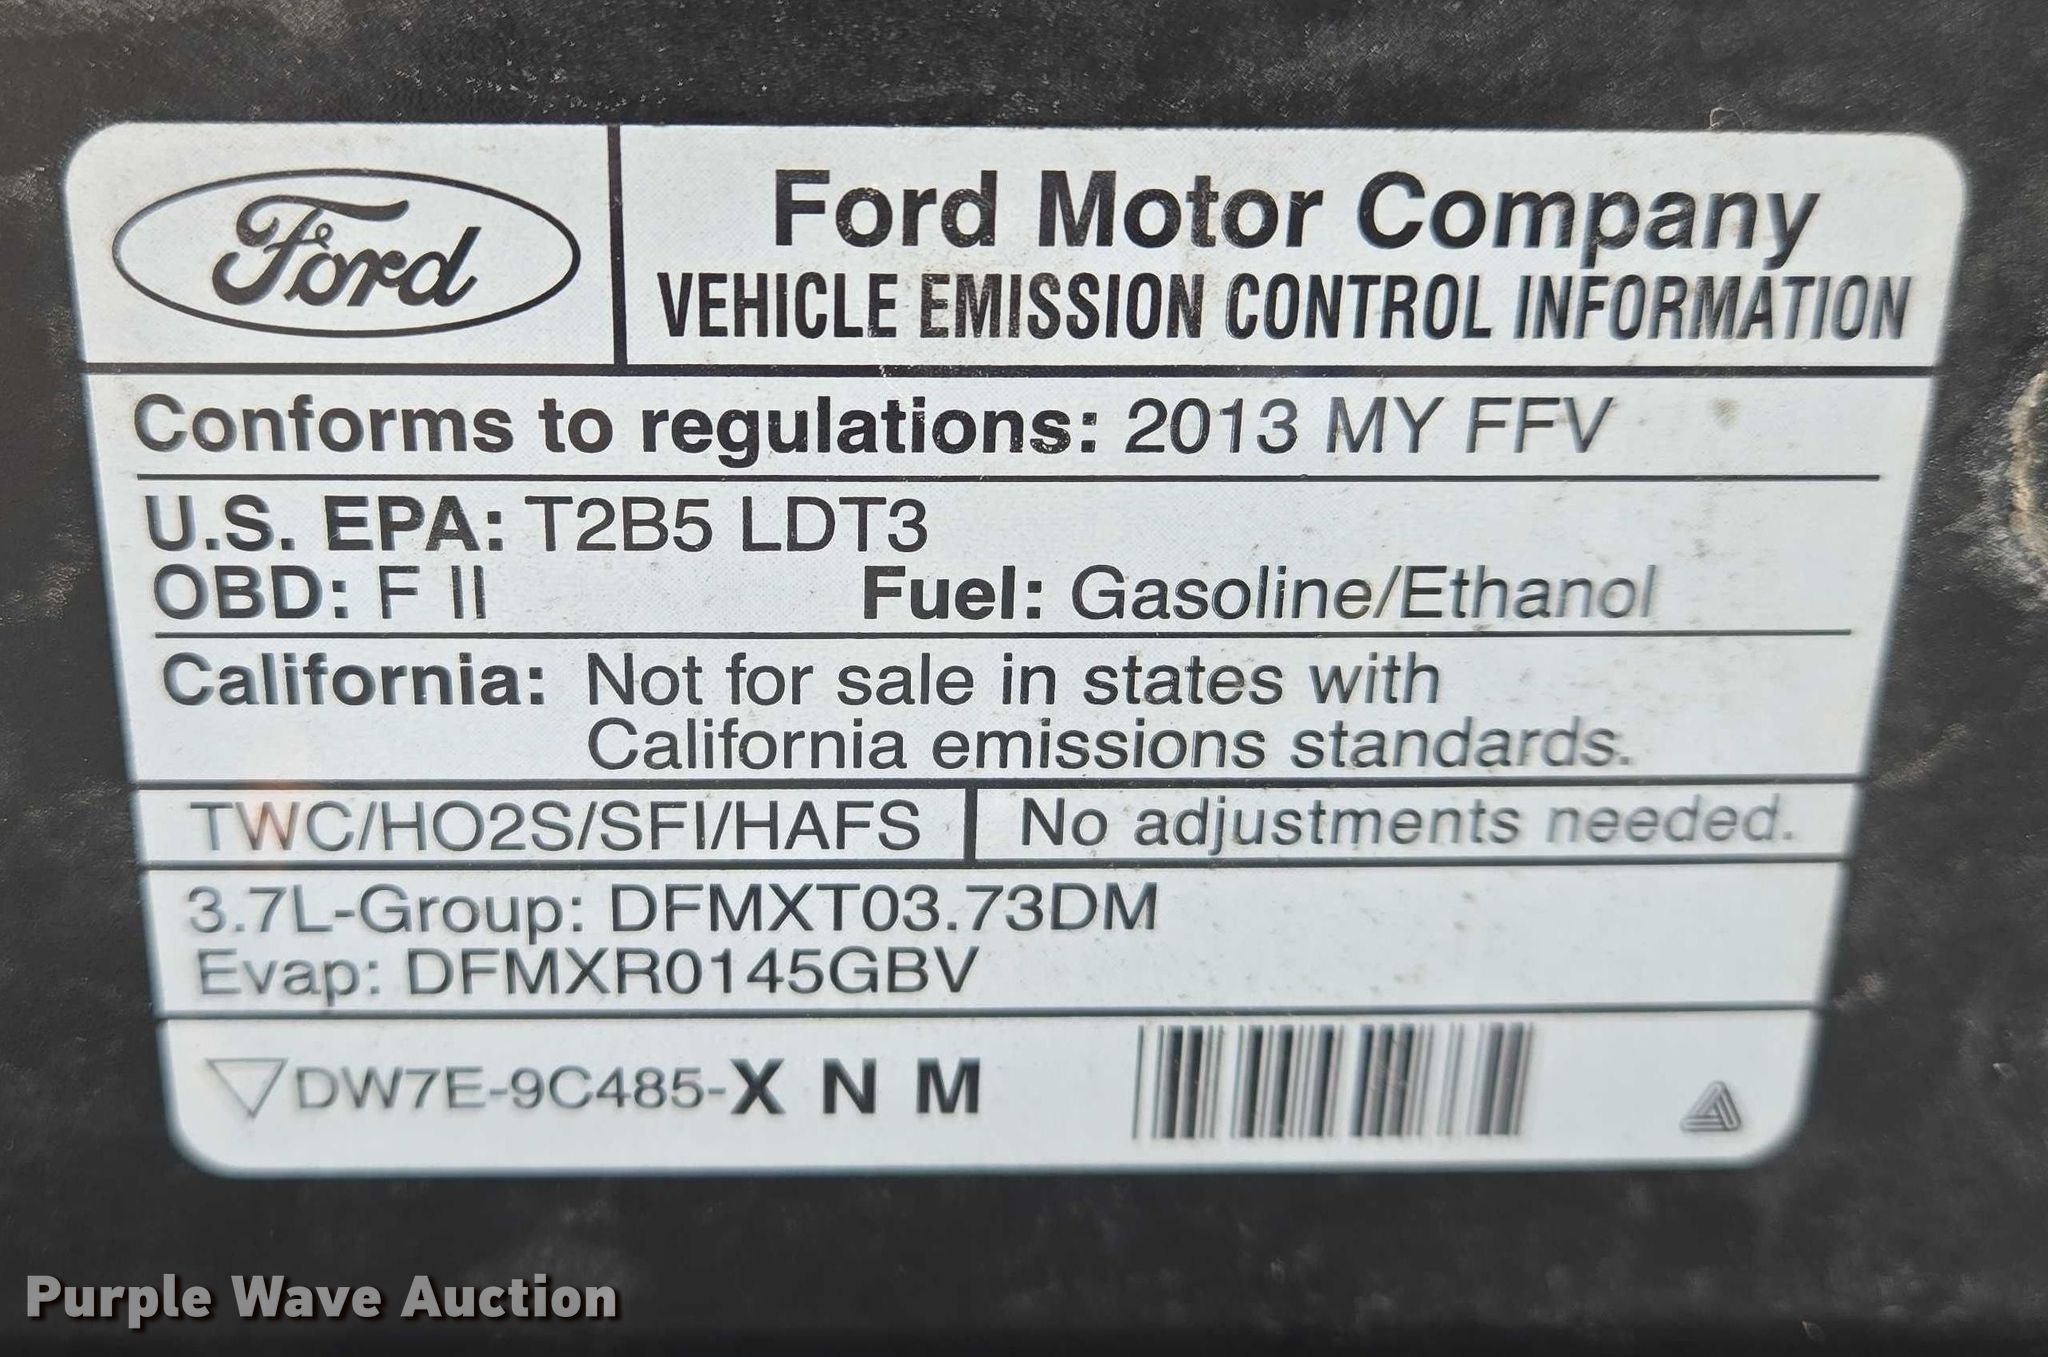 Ford
Ford Motor Company
VEHICLE EMISSION CONTROL INFORMATION
Conforms to regulations: 2013 MY FFV
U.S. EPA: T2B5 LDT3
OBD: F II Fuel: Gasoline/Ethanol
California: Not for sale in states with
California emissions standards.
TWC/HO2S/SFI/HAFS No adjustments needed.
3.7L-Group: DFMXT03.73DM
Evap: DFMXR0145GBV
DW7E-9C485-X N M
Purple Wave Auction